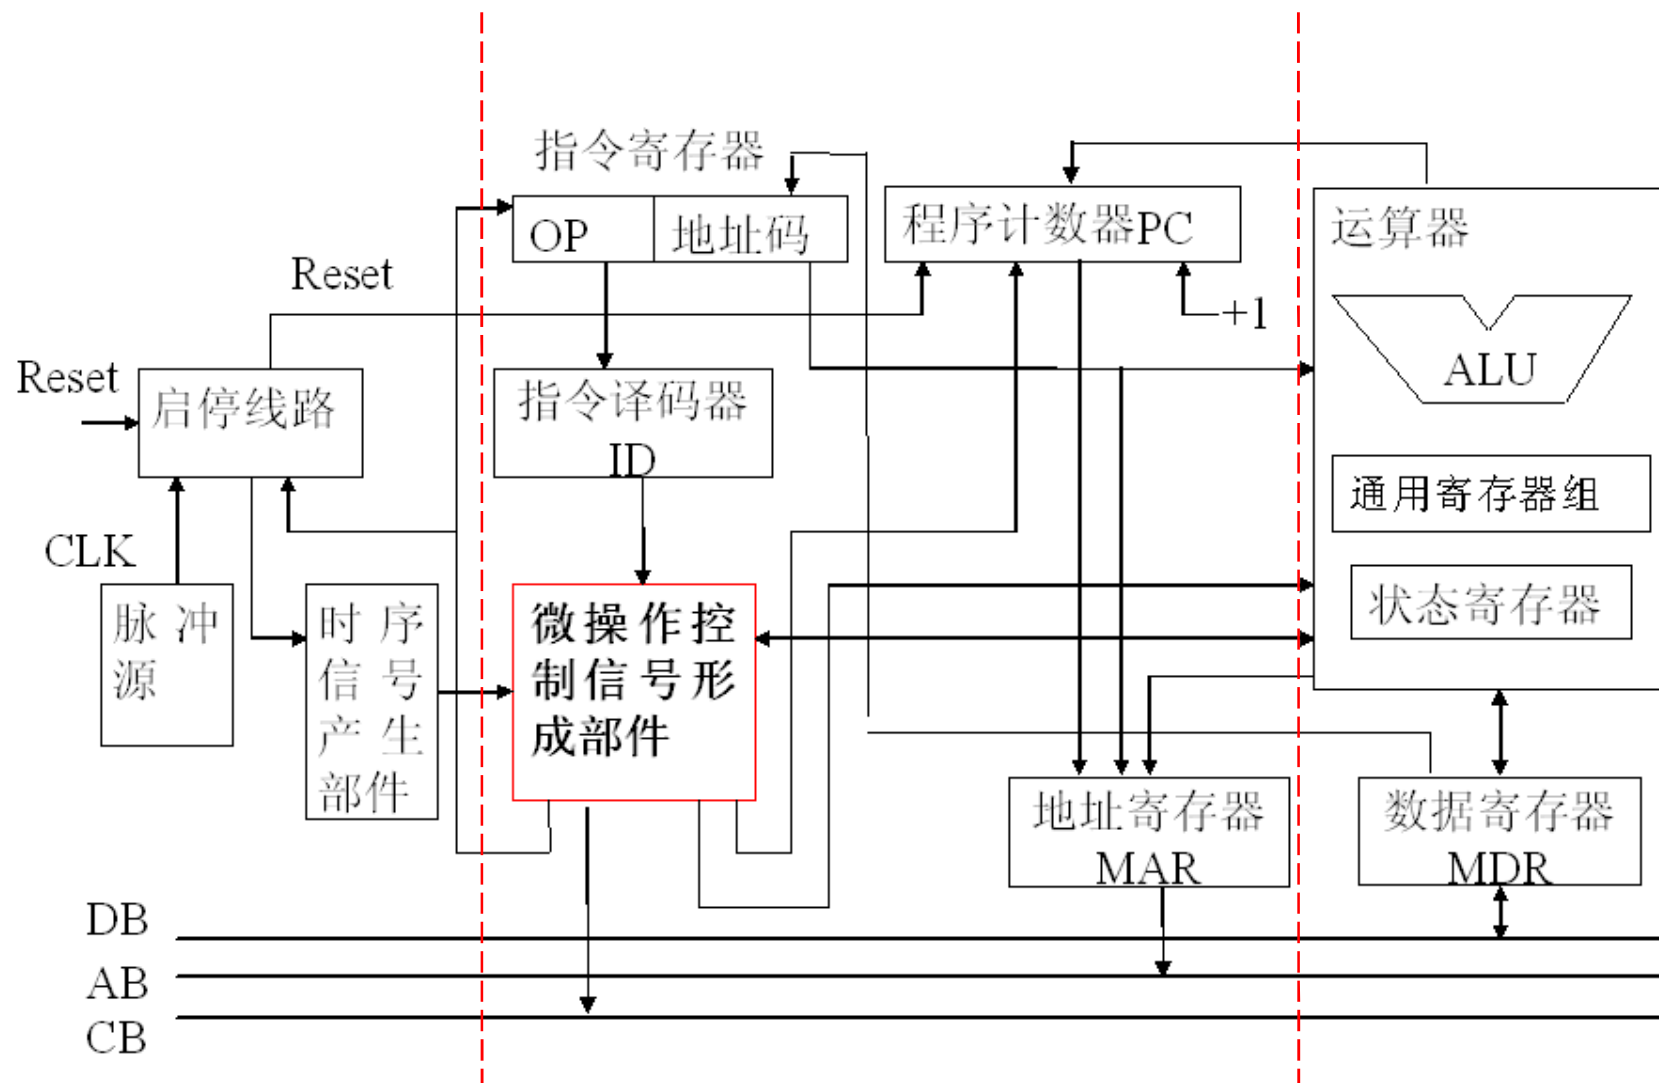 指令寄存器
OP
地址码
程序计数器PC
运算器
Reset
+1
Reset
启停线路
指令译码器
ID
ALU
通用寄存器组
CLK
脉冲
源
时序
信号
产生
部件
微操作控
制信号形
成部件
状态寄存器
地址寄存器
MAR
数据寄存器
MDR
DB
AB
CB